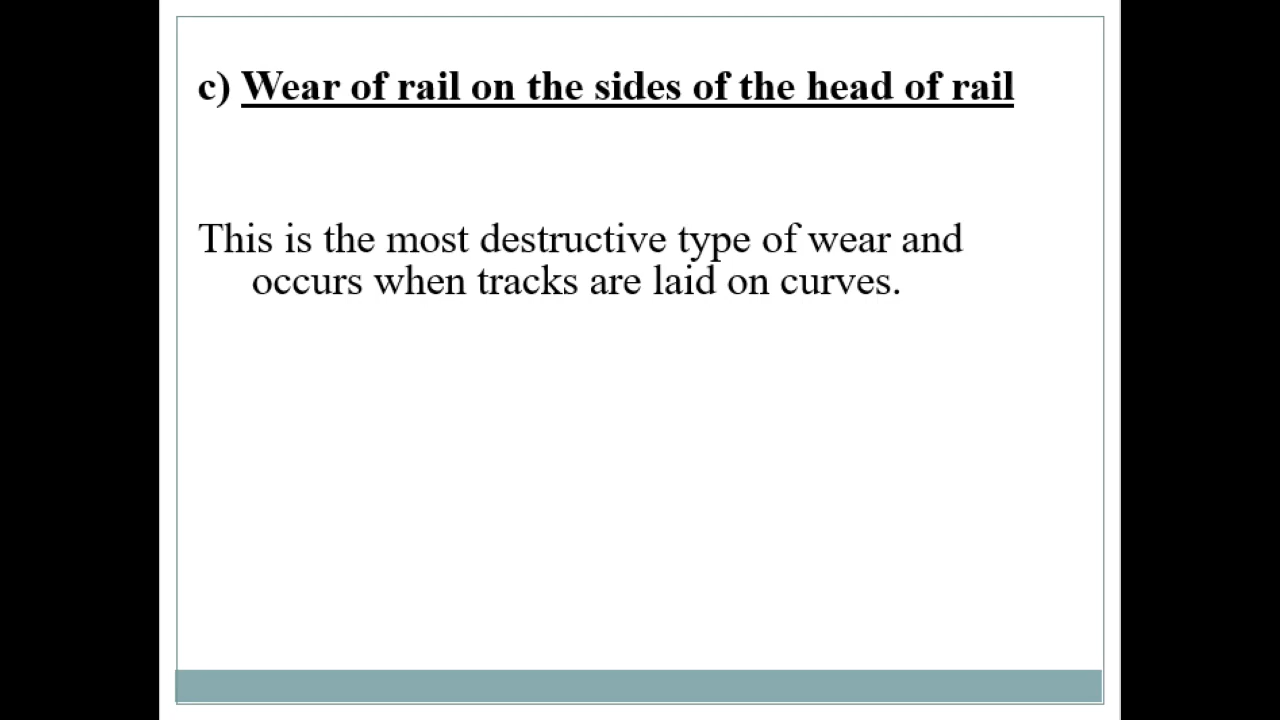 c) Wear of rail on the sides of the head of rail
This is the most destructive type of wear and
occurs when tracks are laid on curves.